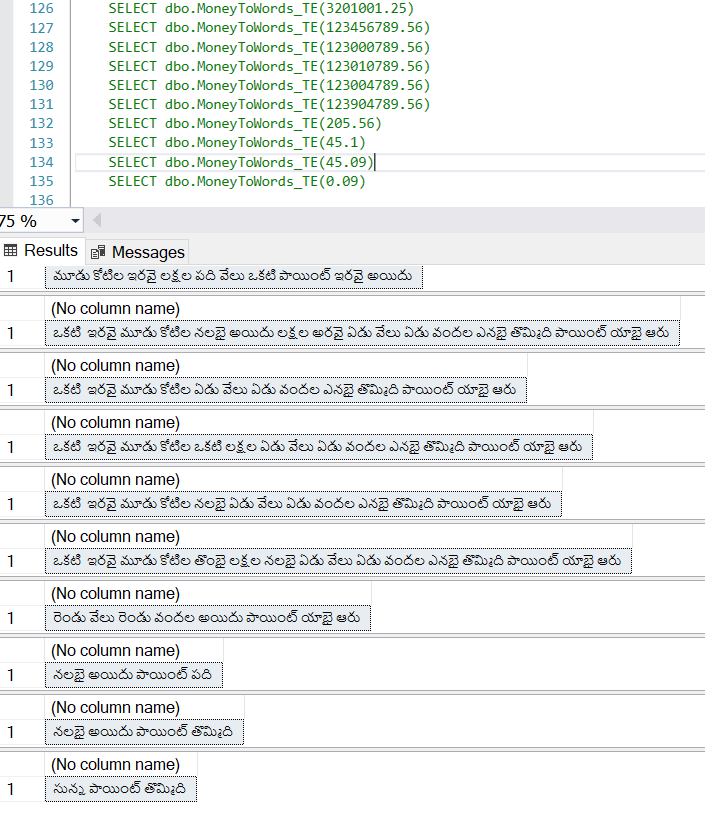 126 SELECT dbo.MoneyToWords_TE(3201001.25)
127 SELECT dbo.MoneyToWords_TE(123456789.56)
128 SELECT dbo.MoneyToWords_TE(123000789.56)
129 SELECT dbo.MoneyToWords_TE(123010789.56)
130 SELECT dbo.MoneyToWords_TE(123004789.56)
131 SELECT dbo.MoneyToWords_TE(123904789.56)
132 SELECT dbo.MoneyToWords_TE(205.56)
133 SELECT dbo.MoneyToWords_TE(45.1)
134 SELECT dbo.MoneyToWords_TE(45.09)
135 SELECT dbo.MoneyToWords_TE(0.09)
136
75 %
Results Messages
1 మూడు కోటిల ఇరవై లక్షల పది వేలు ఒకటి పాయింట్ ఇరవై అయిదు
(No column name)
1 ఒకటి ఇరవై మూడు కోటిల నలబై అయిదు లక్షల అరవై ఏడు వేలు ఏడు వందల ఎనబై తొమ్మిది పాయింట్ యాబై ఆరు
(No column name)
1 ఒకటి ఇరవై మూడు కోటిల ఏడు వేలు ఏడు వందల ఎనబై తొమ్మిది పాయింట్ యాబై ఆరు
(No column name)
1 ఒకటి ఇరవై మూడు కోటిల ఒకటి లక్షల ఏడు వేలు ఏడు వందల ఎనబై తొమ్మిది పాయింట్ యాబై ఆరు
(No column name)
1 ఒకటి ఇరవై మూడు కోటిల నలబై ఏడు వేలు ఏడు వందల ఎనబై తొమ్మిది పాయింట్ యాబై ఆరు
(No column name)
1 ఒకటి ఇరవై మూడు కోటిల తొంబై లక్షల నలబై ఏడు వేలు ఏడు వందల ఎనబై తొమ్మిది పాయింట్ యాబై ఆరు
(No column name)
1 రెండు వేలు రెండు వందల అయిదు పాయింట్ యాబై ఆరు
(No column name)
1 నలబై అయిదు పాయింట్ పది
(No column name)
1 నలబై అయిదు పాయింట్ తొమ్మిది
(No column name)
1 సున్న పాయింట్ తొమ్మిది